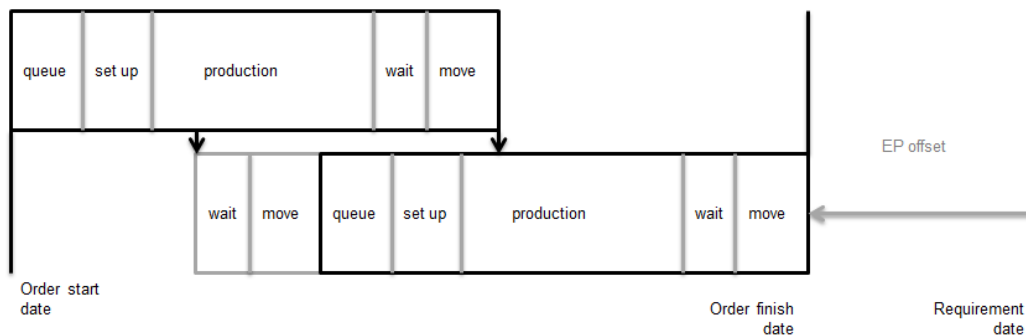 queue set up production wait move
EP offset
wait move queue set up production wait move
Order start
date
Order finish
date
Requirement
date